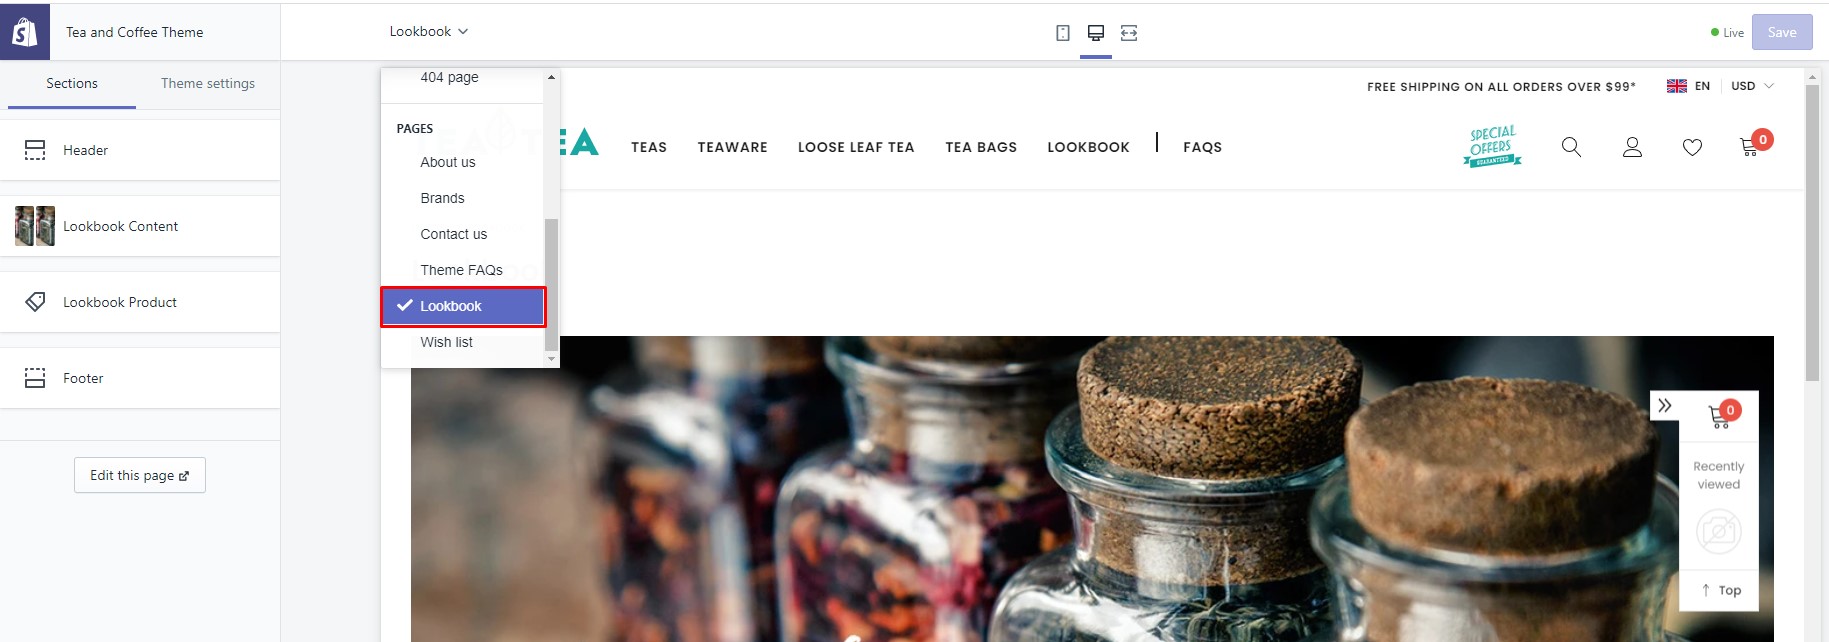 Tea and Coffee Theme
Lookbook
Live
Save
Sections
Theme settings
Header
Lookbook Content
Lookbook Product
Footer
Edit this page
404 page
PAGES
About us
Brands
Contact us
Theme FAQs
Lookbook
Wish list
FREE SHIPPING ON ALL ORDERS OVER $99*
EN
USD
TEA TEA
TEAS
TEAWARE
LOOSE LEAF TEA
TEA BAGS
LOOKBOOK
FAQS
SPECIAL
OFFERS
GUARANTEED
0
0
Recently
viewed
Top